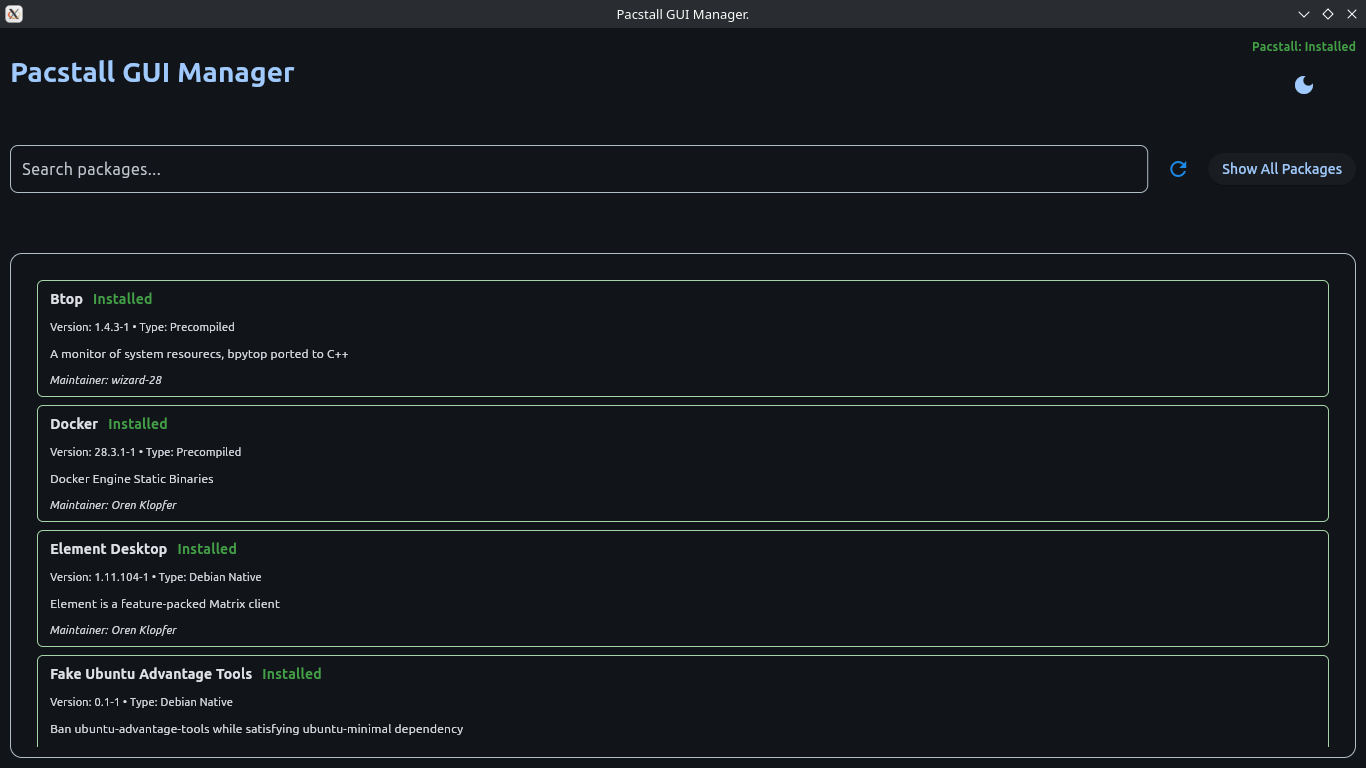 Pacstall GUI Manager.
Pacstall: Installed
Pacstall GUI Manager
Search packages...
Show All Packages
Btop Installed
Version: 1.4.3-1 • Type: Precompiled
A monitor of system resourecs, bpytop ported to C++
Maintainer: wizard-28
Docker Installed
Version: 28.3.1-1 • Type: Precompiled
Docker Engine Static Binaries
Maintainer: Oren Klopfer
Element Desktop Installed
Version: 1.11.104-1 • Type: Debian Native
Element is a feature-packed Matrix client
Maintainer: Oren Klopfer
Fake Ubuntu Advantage Tools Installed
Version: 0.1-1 • Type: Debian Native
Ban ubuntu-advantage-tools while satisfying ubuntu-minimal dependency